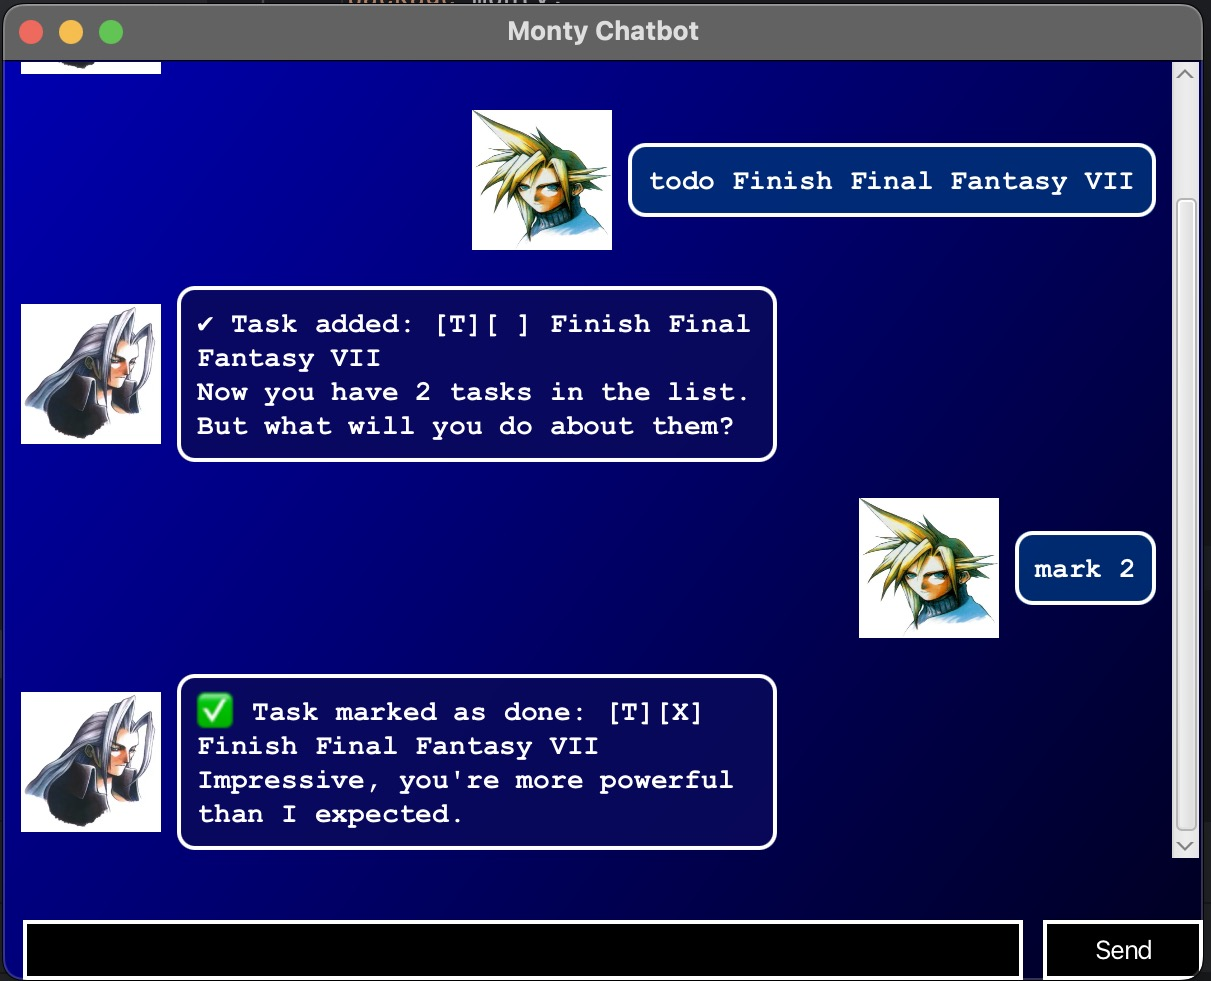 Monty Chatbot
todo Finish Final Fantasy VII
✔ Task added: [T][ ] Finish Final
Fantasy VII
Now you have 2 tasks in the list.
But what will you do about them?
mark 2
✅ Task marked as done: [T][X]
Finish Final Fantasy VII
Impressive, you're more powerful
than I expected.
Send